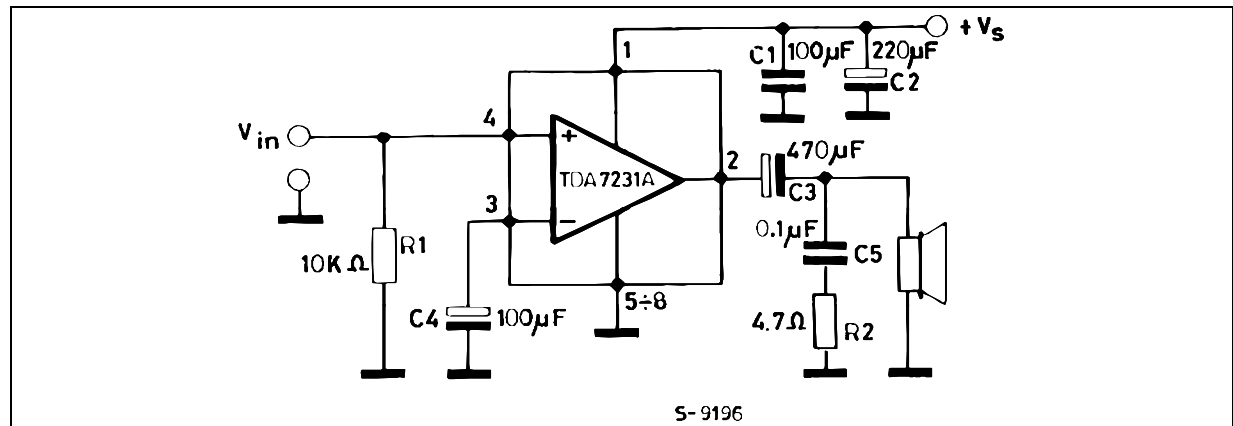 + Vs
1
C1
100µF
220µF
C2
Vin
4
+
TDA7231A
2
470µF
C3
3
−
0.1µF
C5
R1
10KΩ
C4
100µF
5÷8
4.7Ω
R2
S-9196